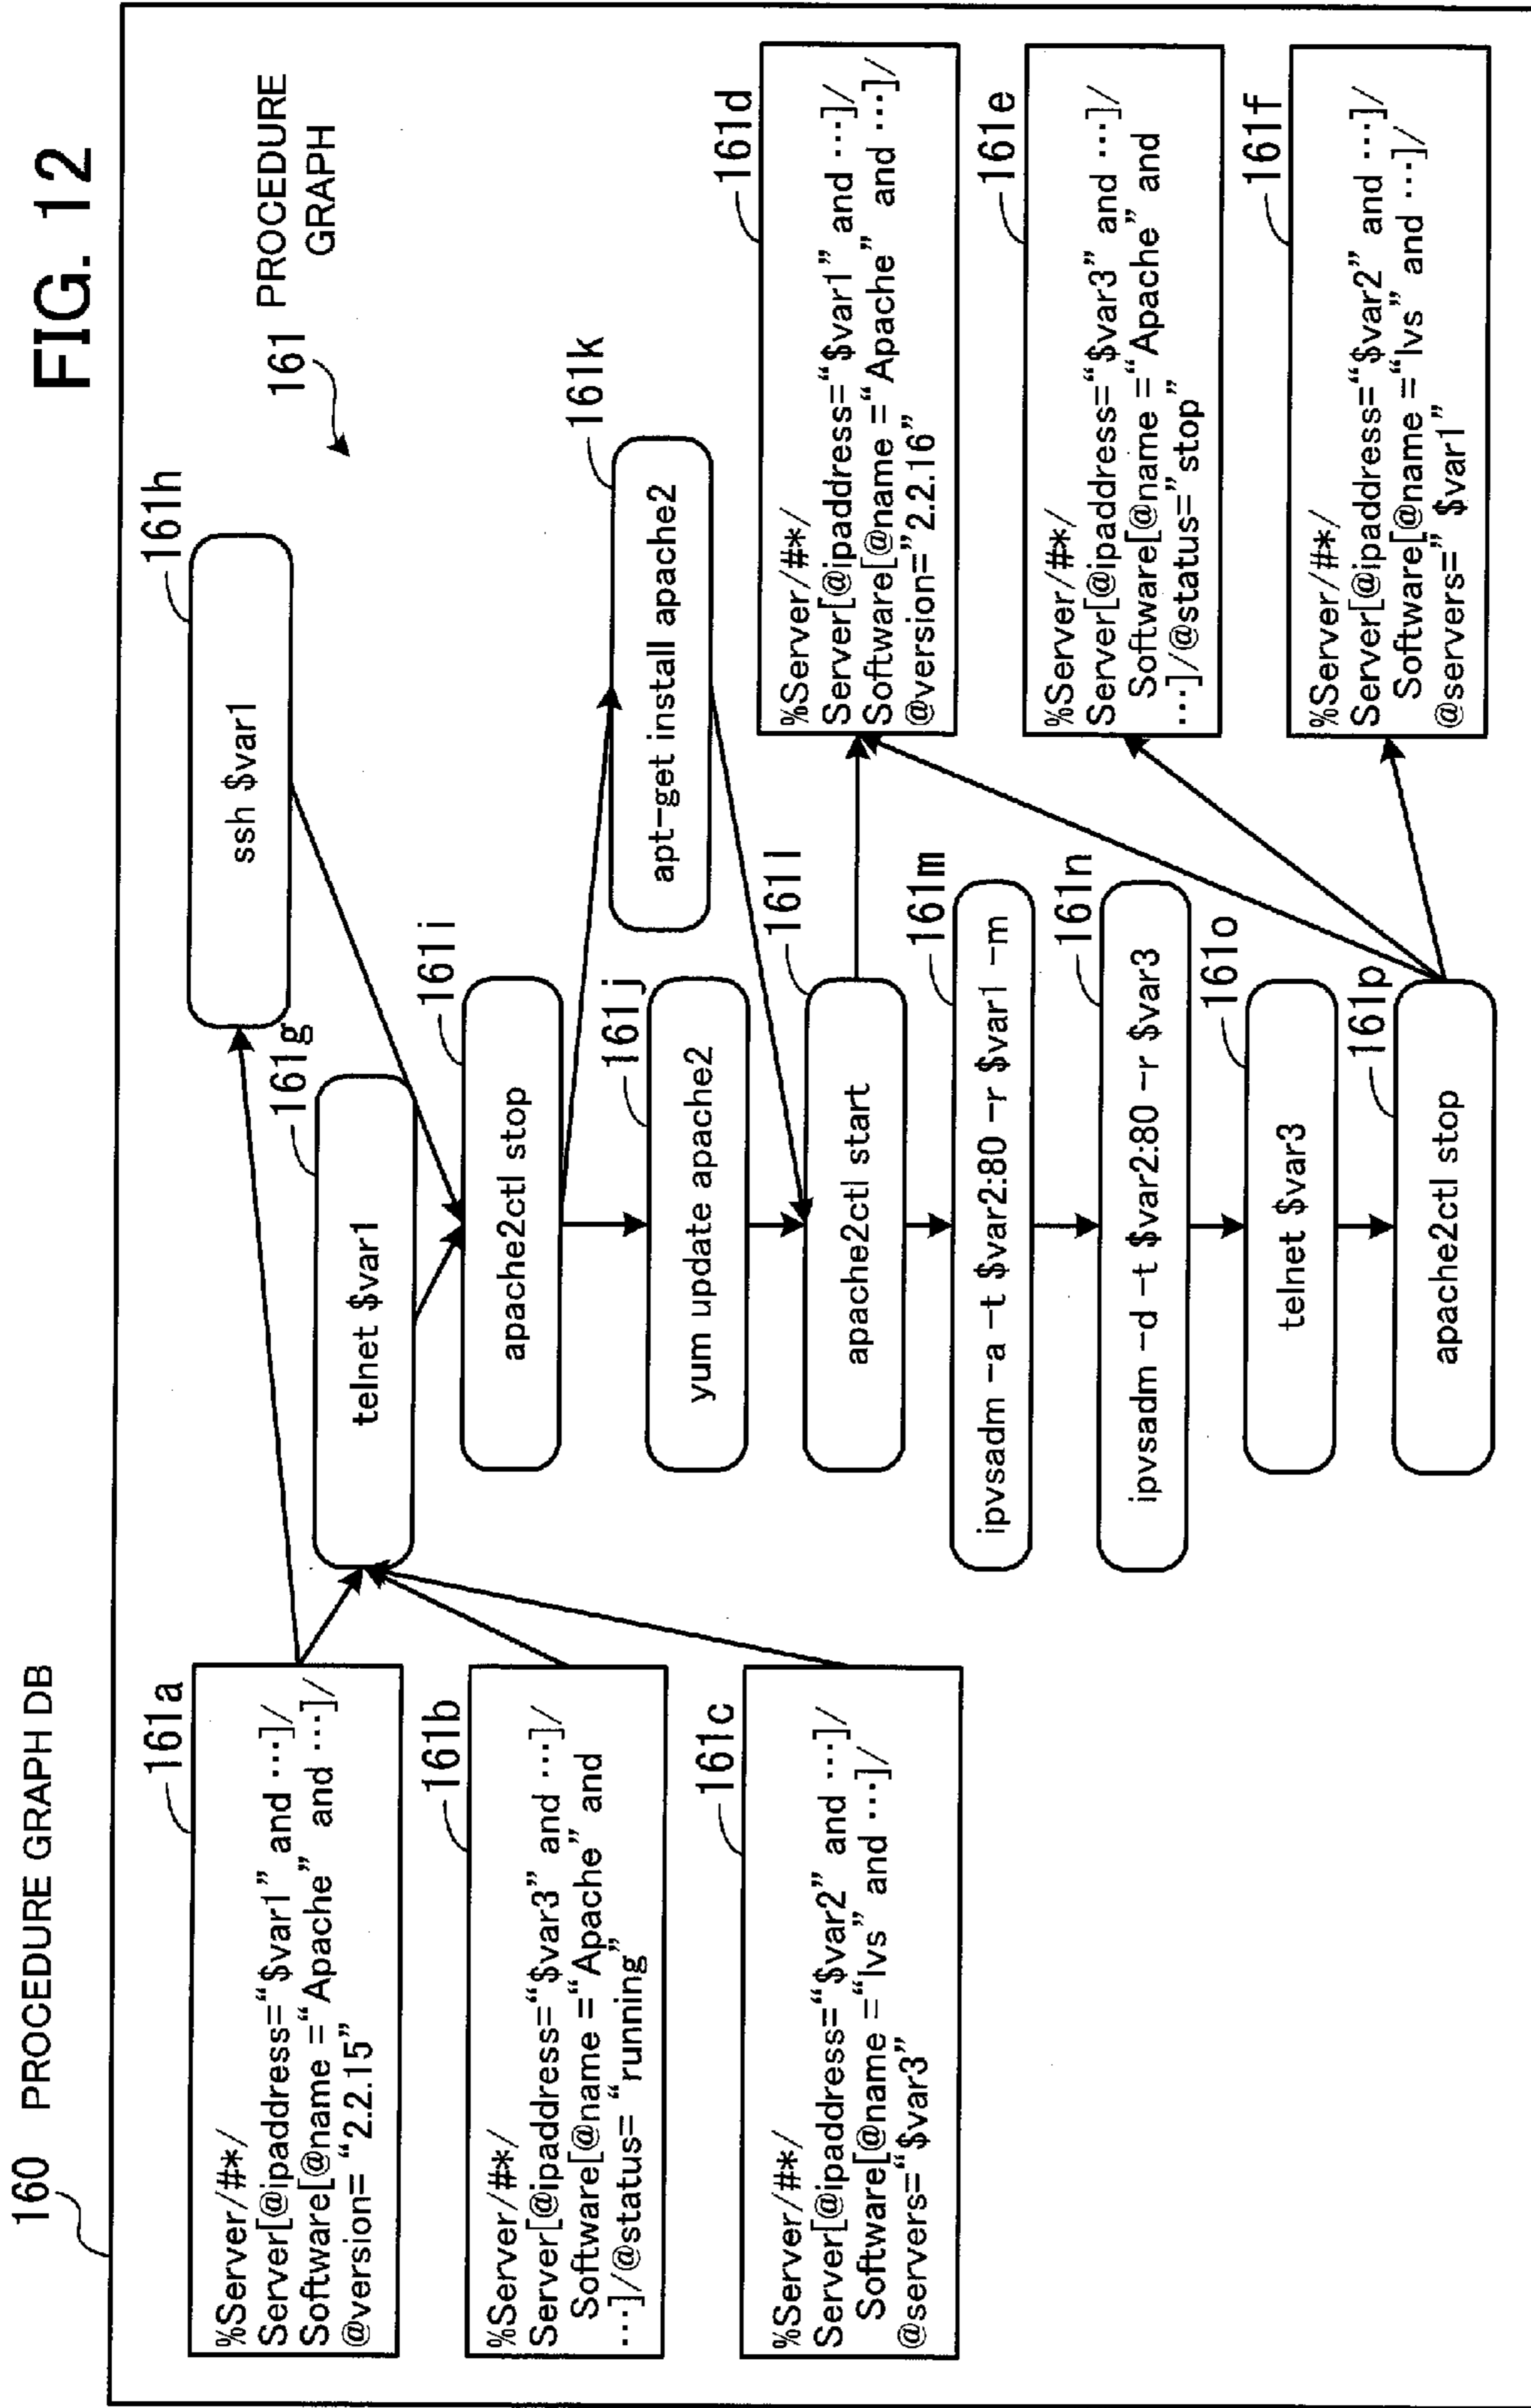 FIG. 12
160 PROCEDURE GRAPH DB
161 PROCEDURE
GRAPH
161a
%Server/#*/
Server[@ipaddress=“$var1” and ⋯]/
Software[@name =“Apache” and ⋯]/
@version= “2.2.15”
161b
%Server/#*/
Server[@ipaddress=“$var3” and ⋯]/
Software[@name =“Apache” and
⋯]/@status= “running”
161c
%Server/#*/
Server[@ipaddress=“$var2” and ⋯]/
Software[@name =“lvs” and ⋯]/
@servers=“$var3”
161h
ssh $var1
161g
telnet $var1
161i
apache2ctl stop
161j
yum update apache2
161k
apt-get install apache2
161l
apache2ctl start
161m
ipvsadm -a -t $var2:80 -r $var1 -m
161n
ipvsadm -d -t $var2:80 -r $var3
161o
telnet $var3
161p
apache2ctl stop
161d
%Server/#*/
Server[@ipaddress=“$var1” and ⋯]/
Software[@name =“Apache” and ⋯]/
@version=”2.2.16”
161e
%Server/#*/
Server[@ipaddress=“$var3” and ⋯]/
Software[@name =“Apache” and
⋯]/@status=”stop”
161f
%Server/#*/
Server[@ipaddress=“$var2” and ⋯]/
Software[@name =“lvs” and ⋯]/
@servers=” $var1”